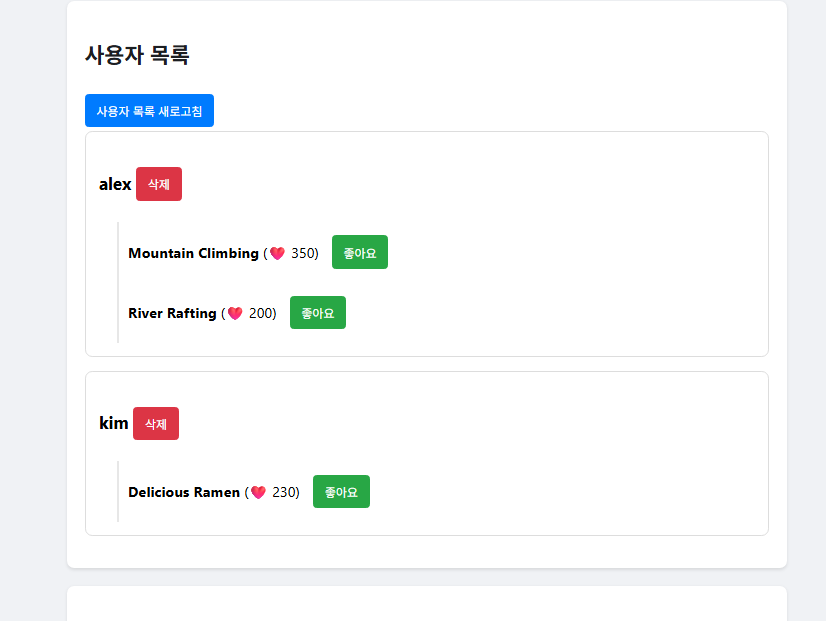 사용자 목록
사용자 목록 새로고침
alex 삭제
Mountain Climbing (💖 350) 좋아요
River Rafting (💖 200) 좋아요
kim 삭제
Delicious Ramen (💖 230) 좋아요